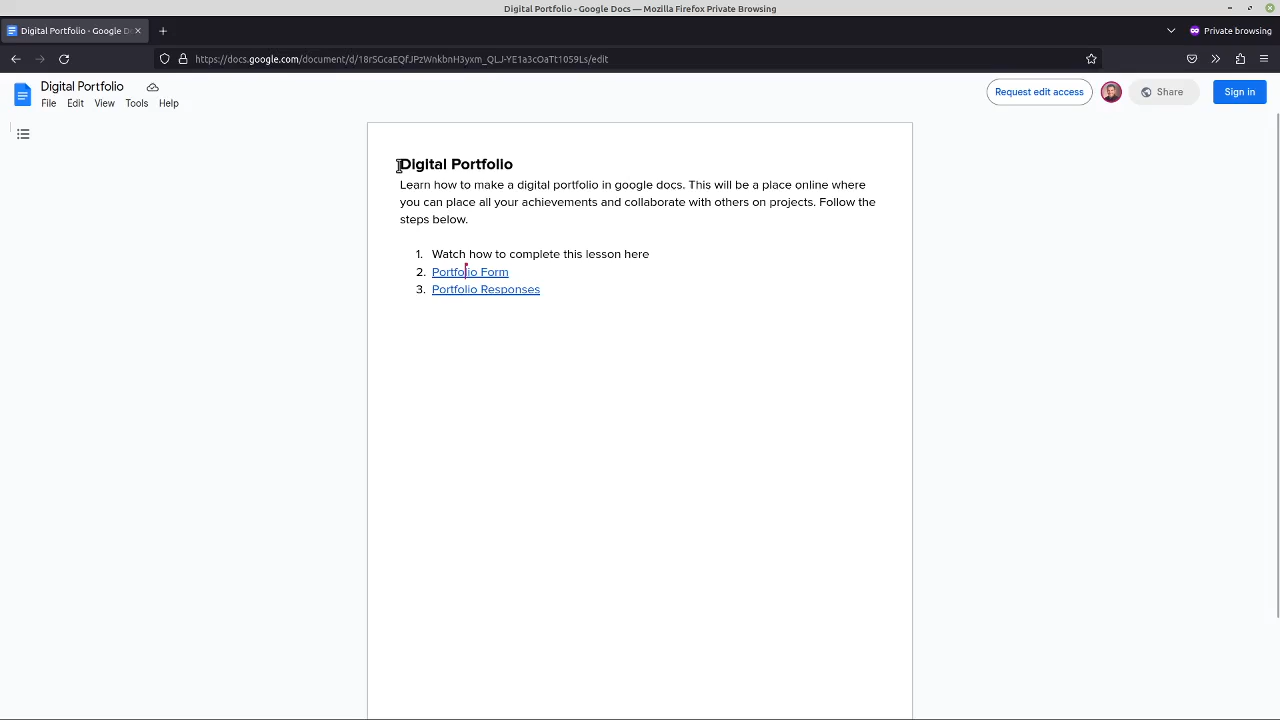 Digital Portfolio - Google Docs — Mozilla Firefox Private Browsing
Digital Portfolio - Google D
Private browsing
https://docs.google.com/document/d/18rSGcaEQfJPzWnkbnH3yxm_QLJ-YE1a3cOaTt1059Ls/edit
Digital Portfolio
File Edit View Tools Help
Request edit access
Share
Sign in
Digital Portfolio
Learn how to make a digital portfolio in google docs. This will be a place online where
you can place all your achievements and collaborate with others on projects. Follow the
steps below.
1. Watch how to complete this lesson here
2. Portfolio Form
3. Portfolio Responses